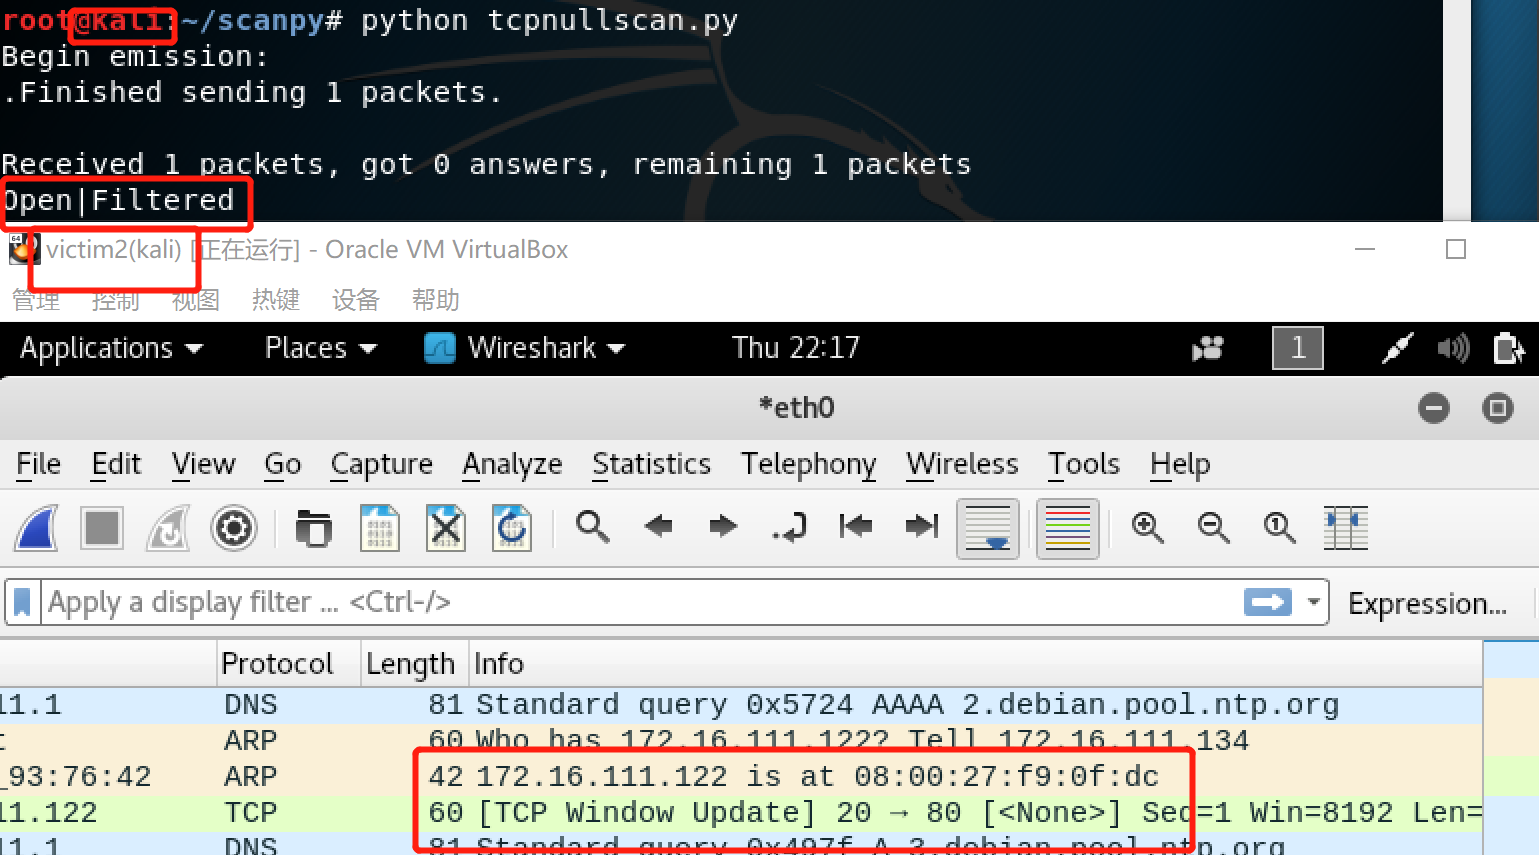 root@kali:~/scanpy# python tcpnullscan.py
Begin emission:
.Finished sending 1 packets.
Received 1 packets, got 0 answers, remaining 1 packets
Open|Filtered
victim2(kali) [正在运行] - Oracle VM VirtualBox
管理 控制 视图 热键 设备 帮助
Applications Places Wireshark Thu 22:17 1
*eth0
File Edit View Go Capture Analyze Statistics Telephony Wireless Tools Help
Apply a display filter ... <Ctrl-/> Expression...
Protocol Length Info
11.1 DNS 81 Standard query 0x5724 AAAA 2.debian.pool.ntp.org
t ARP 60 Who has 172.16.111.122? Tell 172.16.111.134
_93:76:42 ARP 42 172.16.111.122 is at 08:00:27:f9:0f:dc
11.122 TCP 60 [TCP Window Update] 20 → 80 [<None>] Seq=1 Win=8192 Len=
11.1 DNS 81 Standard query 0x497f A 3.debian.pool.ntp.org